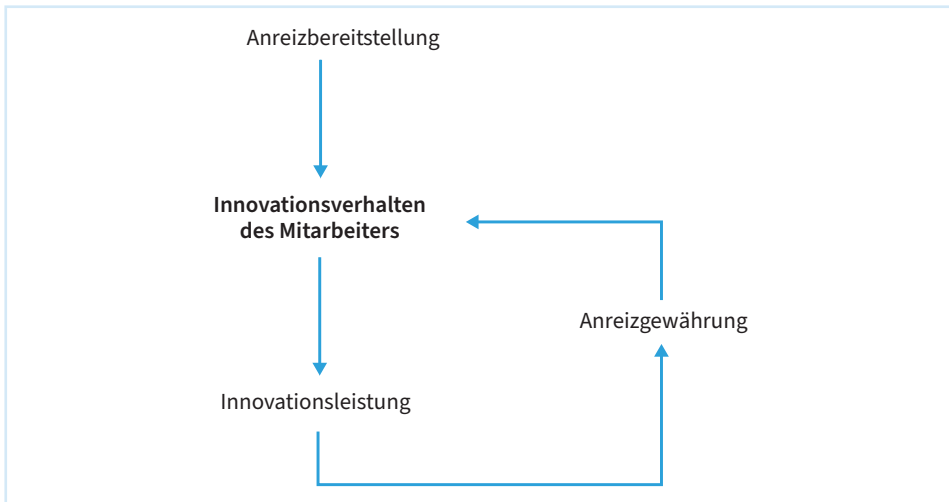 Anreizbereitstellung
Innovationsverhalten
des Mitarbeiters
Anreizgewährung
Innovationsleistung